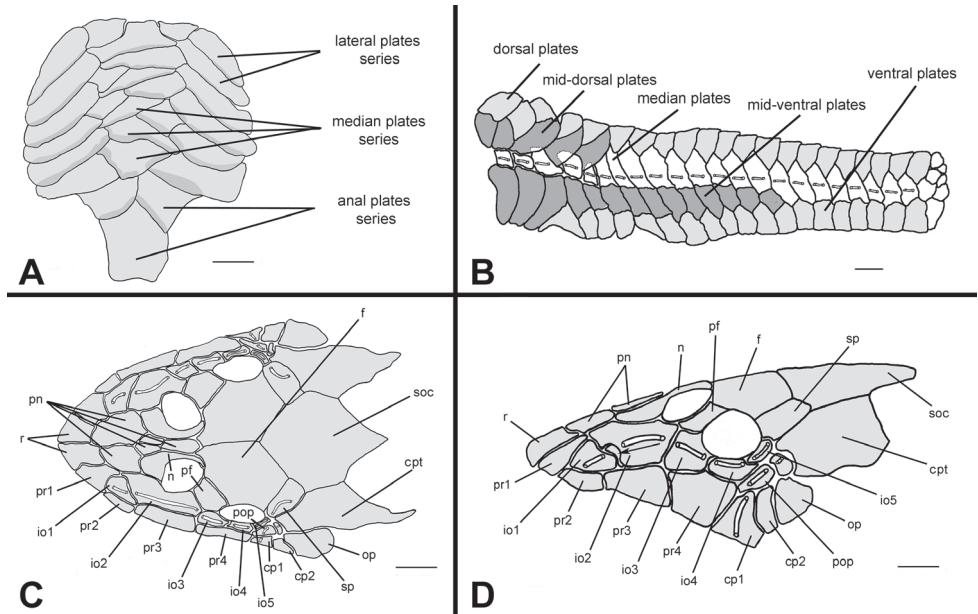 lateral plates
series
median plates
series
anal plates
series
A
dorsal plates
mid-dorsal plates
median plates
mid-ventral plates
ventral plates
B
f
soc
cpt
pn
r
n
pf
pop
pr1
io1
pr2
io2
pr3
io3
pr4
io4
io5
cp1
cp2
sp
op
C
pn
n
pf
f
sp
soc
r
cpt
pr1
io1
pr2
io2
pr3
io3
pr4
io4
cp1
cp2
pop
op
io5
D